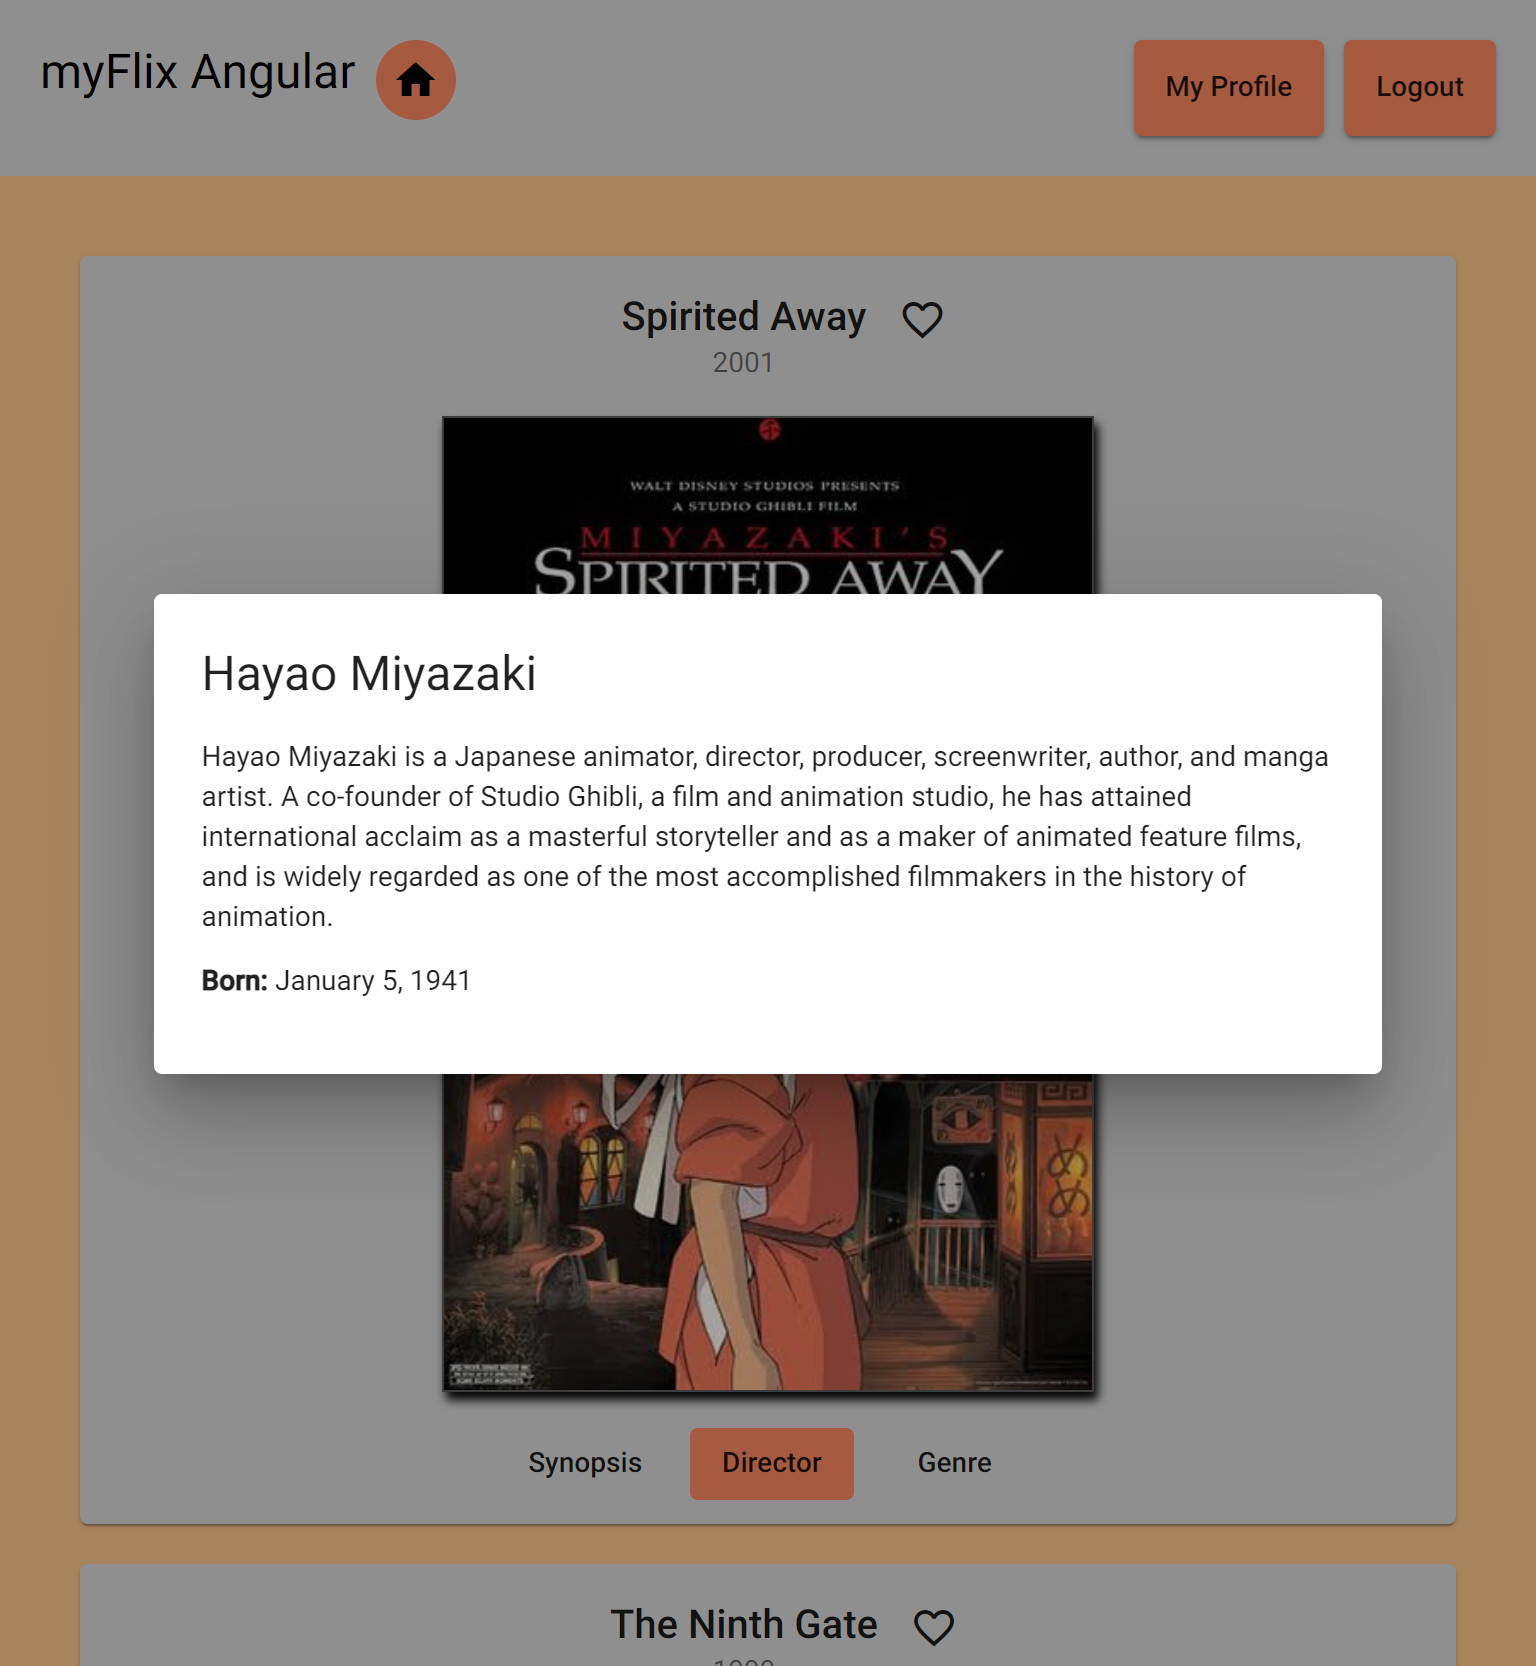 myFlix Angular
My Profile
Logout
Spirited Away
2001
WALT DISNEY STUDIOS PRESENTS
A STUDIO GHIBLI FILM
MIYAZAKI'S
SPIRITED AWAY
Hayao Miyazaki
Hayao Miyazaki is a Japanese animator, director, producer, screenwriter, author, and manga
artist. A co-founder of Studio Ghibli, a film and animation studio, he has attained
international acclaim as a masterful storyteller and as a maker of animated feature films,
and is widely regarded as one of the most accomplished filmmakers in the history of
animation.
Born: January 5, 1941
め
め
Synopsis
Director
Genre
The Ninth Gate